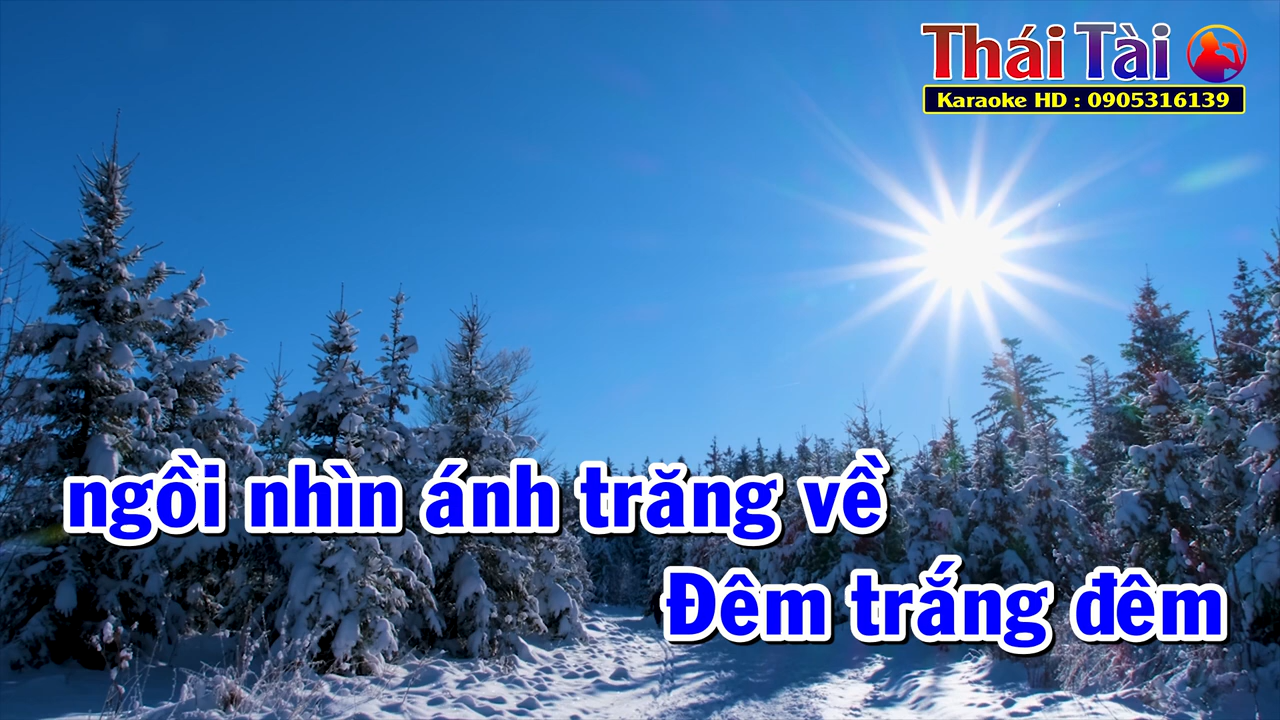 Thái Tài
Karaoke HD : 0905316139
ngồi nhìn ánh trăng về
Đêm trắng đêm